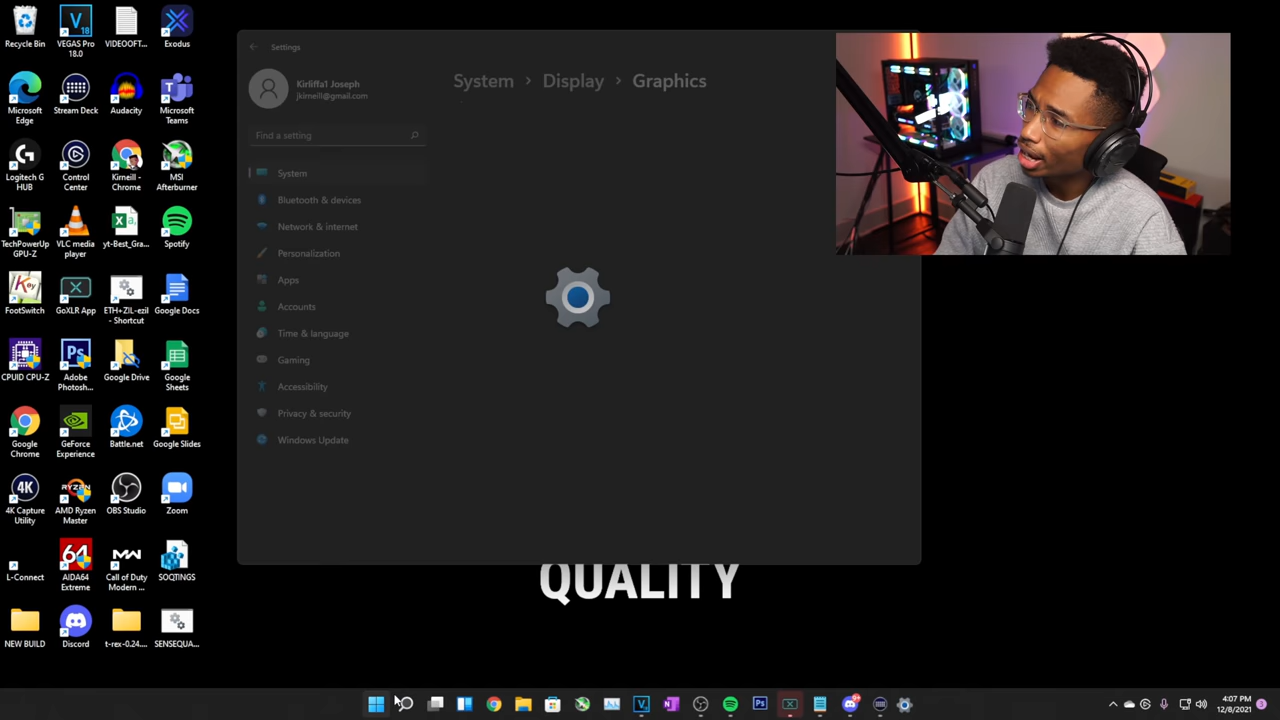 Recycle Bin
VEGAS Pro
18.0
VIDEOOFT...
Exodus
Microsoft
Edge
Stream Deck
Audacity
Microsoft
Teams
Logitech G
HUB
Control
Center
Kirneill -
Chrome
MSI
Afterburner
TechPowerUp
GPU-Z
VLC media
player
yt-Best_Gra...
Spotify
FootSwitch
GoXLR App
ETH+ZIL-ezil
- Shortcut
Google Docs
CPUID CPU-Z
Adobe
Photosh...
Google Drive
Google
Sheets
Google
Chrome
GeForce
Experience
Battle.net
Google Slides
4K Capture
Utility
AMD Ryzen
Master
OBS Studio
Zoom
L-Connect
AIDA64
Extreme
Call of Duty
Modern ...
SOQTINGS
NEW BUILD
Discord
t-rex-0.24....
SENSEQUA...
Settings
Kirliffa1 Joseph
jkirneill@gmail.com
Find a setting
System
Bluetooth & devices
Network & internet
Personalization
Apps
Accounts
Time & language
Gaming
Accessibility
Privacy & security
Windows Update
System > Display > Graphics
QUALITY
4:07 PM
12/8/2021